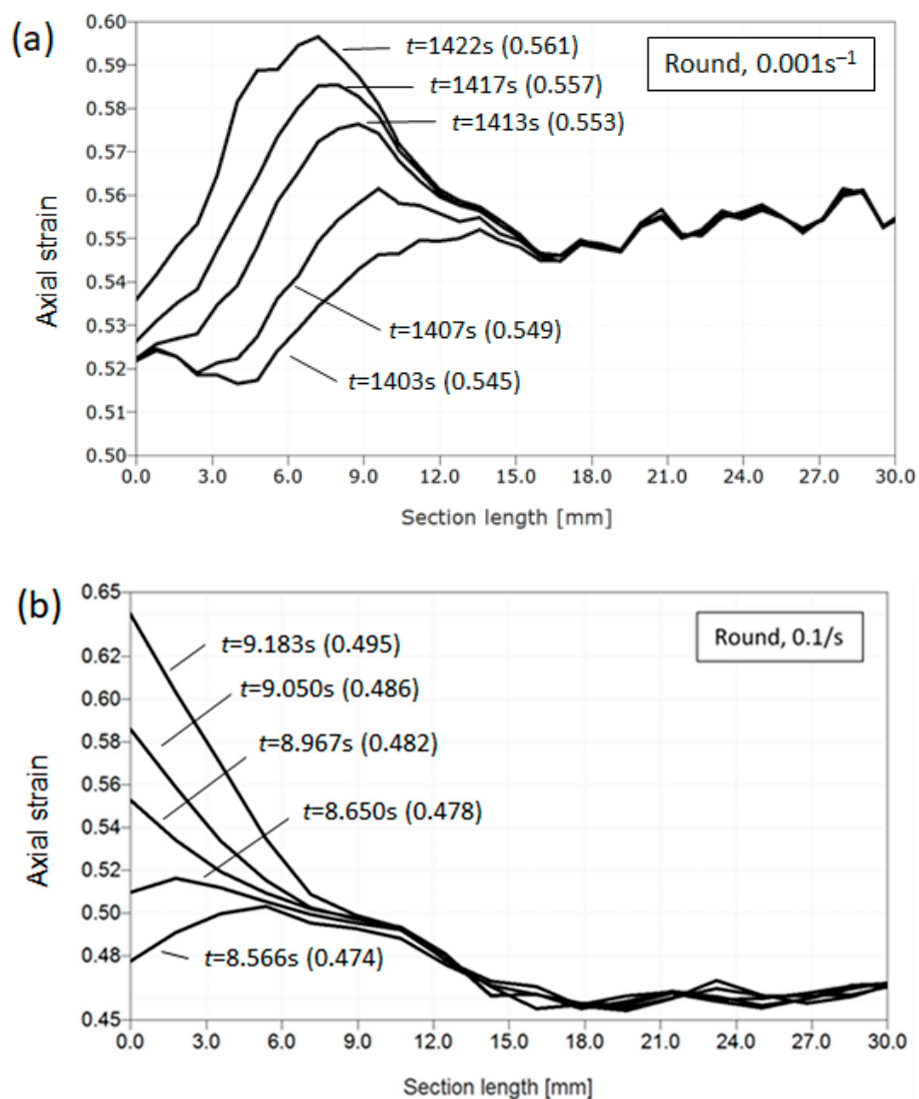 (a)
Round, 0.001s⁻¹
t=1422s (0.561)
t=1417s (0.557)
t=1413s (0.553)
t=1407s (0.549)
t=1403s (0.545)
Axial strain
0.60
0.59
0.58
0.57
0.56
0.55
0.54
0.53
0.52
0.51
0.50
0.0 3.0 6.0 9.0 12.0 15.0 18.0 21.0 24.0 27.0 30.0
Section length [mm]
(b)
Round, 0.1/s
t=9.183s (0.495)
t=9.050s (0.486)
t=8.967s (0.482)
t=8.650s (0.478)
t=8.566s (0.474)
Axial strain
0.65
0.62
0.60
0.58
0.56
0.54
0.52
0.50
0.48
0.45
0.0 3.0 6.0 9.0 12.0 15.0 18.0 21.0 24.0 27.0 30.0
Section length [mm]